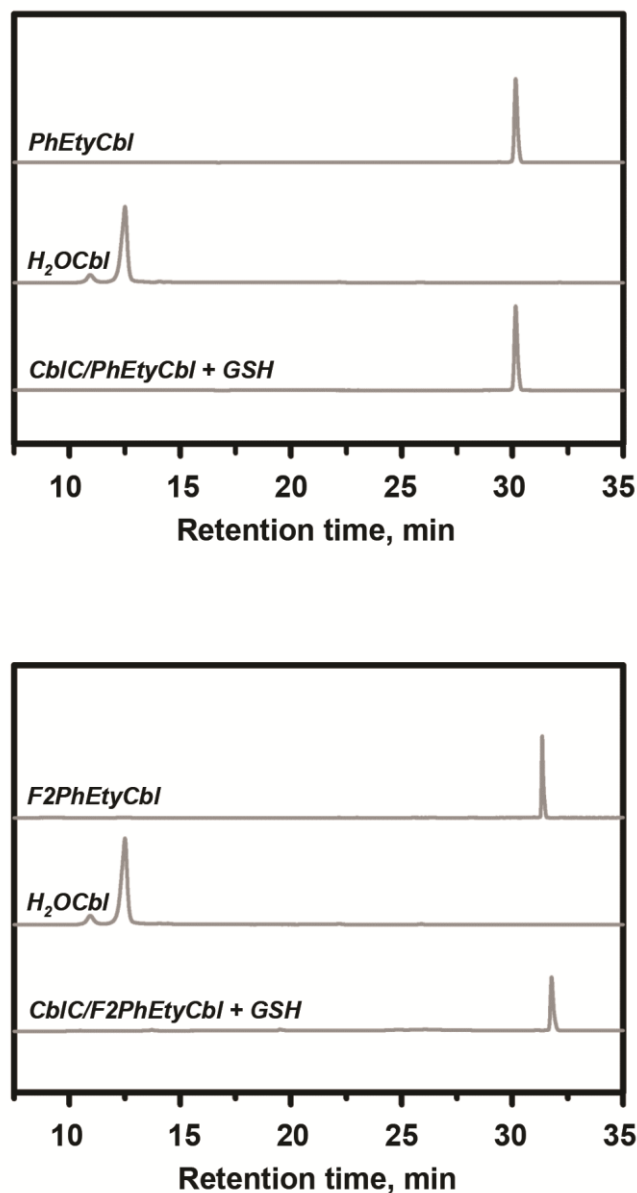 PhEtyCbl
H₂OCbl
CblC/PhEtyCbl + GSH
10 15 20 25 30 35
Retention time, min
F2PhEtyCbl
H₂OCbl
CblC/F2PhEtyCbl + GSH
10 15 20 25 30 35
Retention time, min